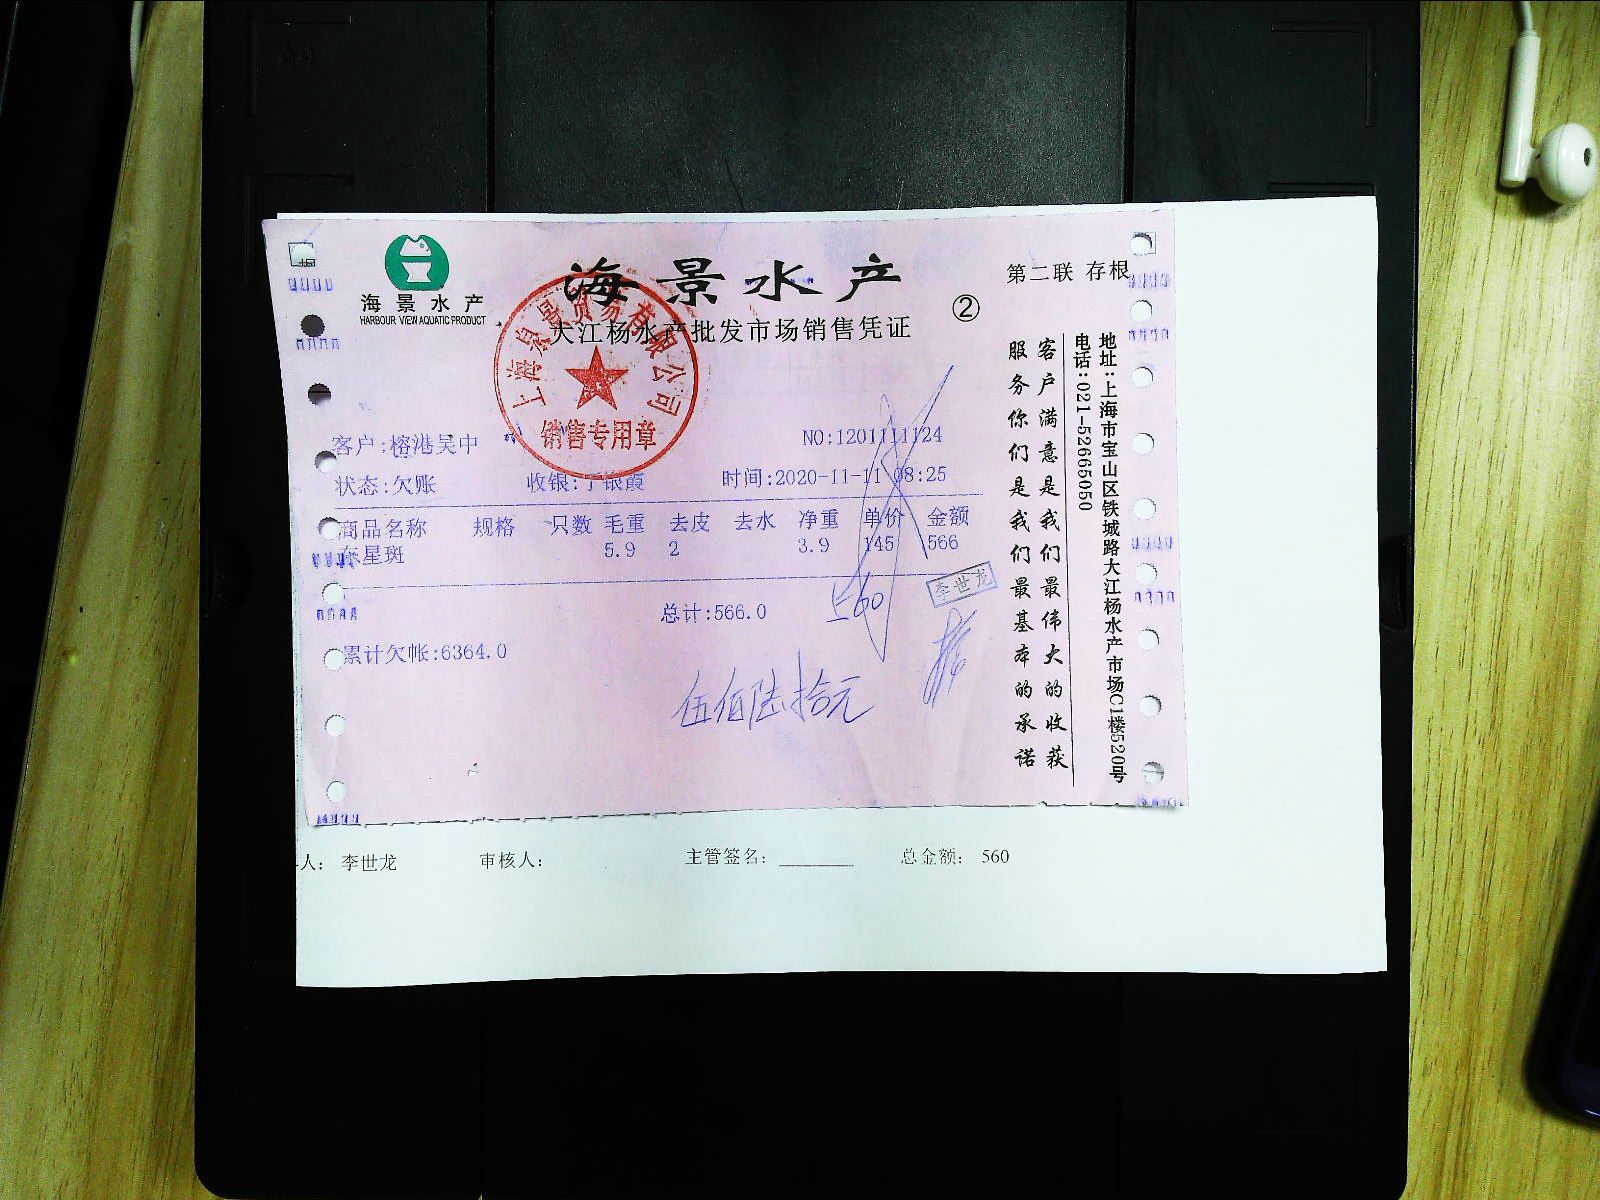 海景水产
HARBOUR VIEW AQUATIC PRODUCT
海景水产
大江杨水产批发市场销售凭证
②
第二联 存根
销售专用章
客户:榕港吴中
NO:1201111124
状态:欠账 收银:丁银霞 时间:2020-11-11 08:25
商品名称 规格 只数 毛重 去皮 去水 净重 单价 金额
东星斑 5.9 2 3.9 145 566
总计:566.0
560
李世龙
累计欠帐:6364.0
伍佰陆拾元
客户满意是我们最伟大的收获
服务你们是我们最基本的承诺
地址:上海市宝山区铁城路大江杨水产市场C1楼520号
电话:021-52665050
人: 李世龙 审核人: 主管签名: 总金额: 560